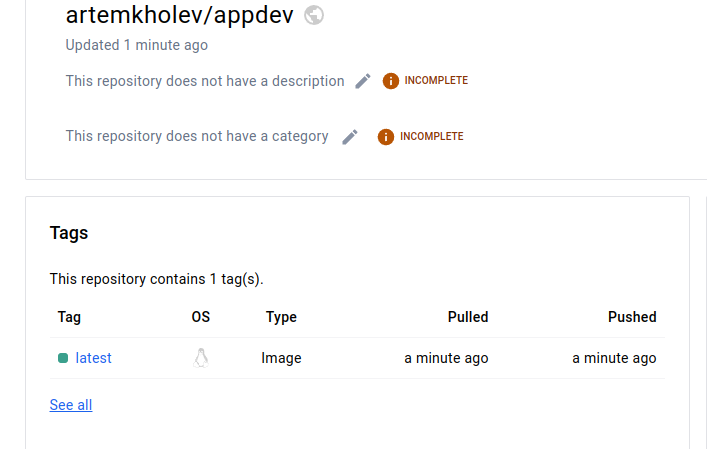 artemkholev/appdev
Updated 1 minute ago
This repository does not have a description INCOMPLETE
This repository does not have a category INCOMPLETE
Tags
This repository contains 1 tag(s).
Tag OS Type Pulled Pushed
latest Image a minute ago a minute ago
See all